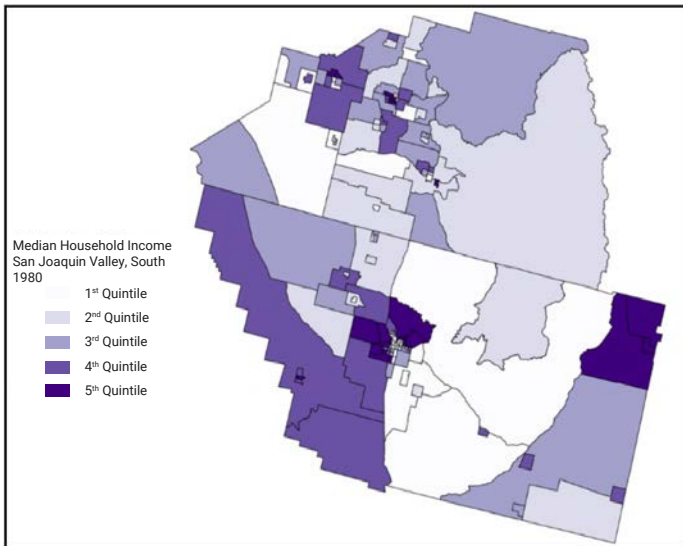 Median Household Income
San Joaquin Valley, South
1980
1st Quintile
2nd Quintile
3rd Quintile
4th Quintile
5th Quintile